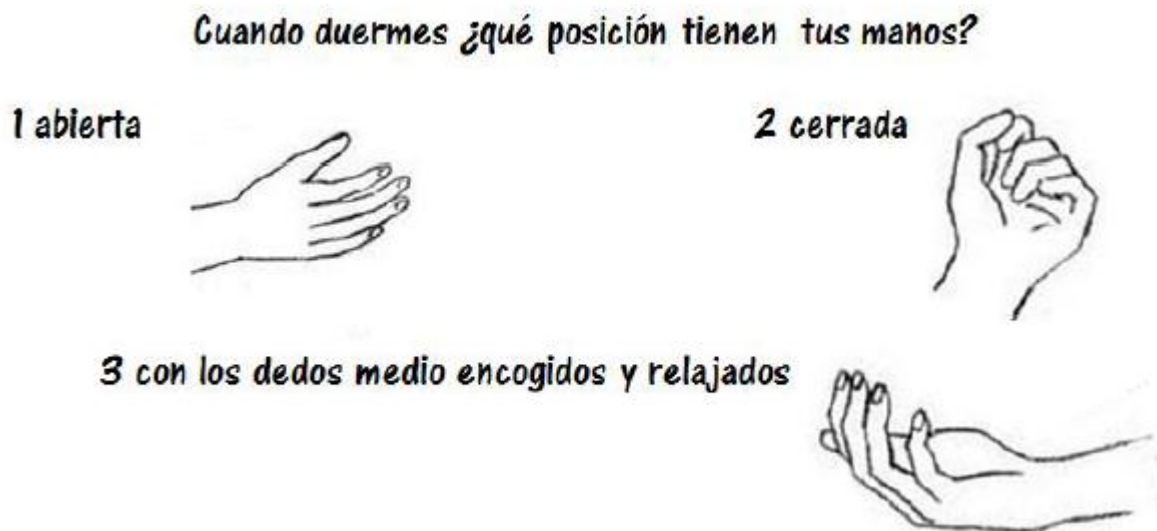 Cuando duermes ¿qué posición tienen tus manos?
1 abierta
2 cerrada
3 con los dedos medio encogidos y relajados